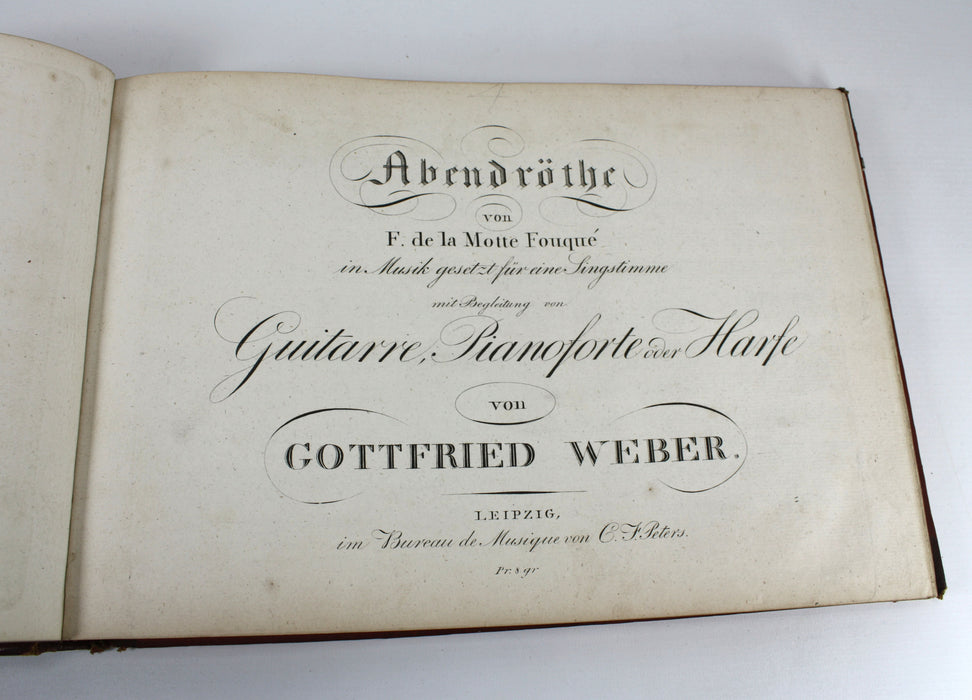 Abendröthe
von
F. de la Motte Fouqué
in Musik gesetzt für eine Singstimme
mit Begleitung von
Guitarre, Pianoforte oder Harfe
von
GOTTFRIED WEBER.
LEIPZIG,
im Bureau de Musique von C. F. Peters.
Pr. 8 gr